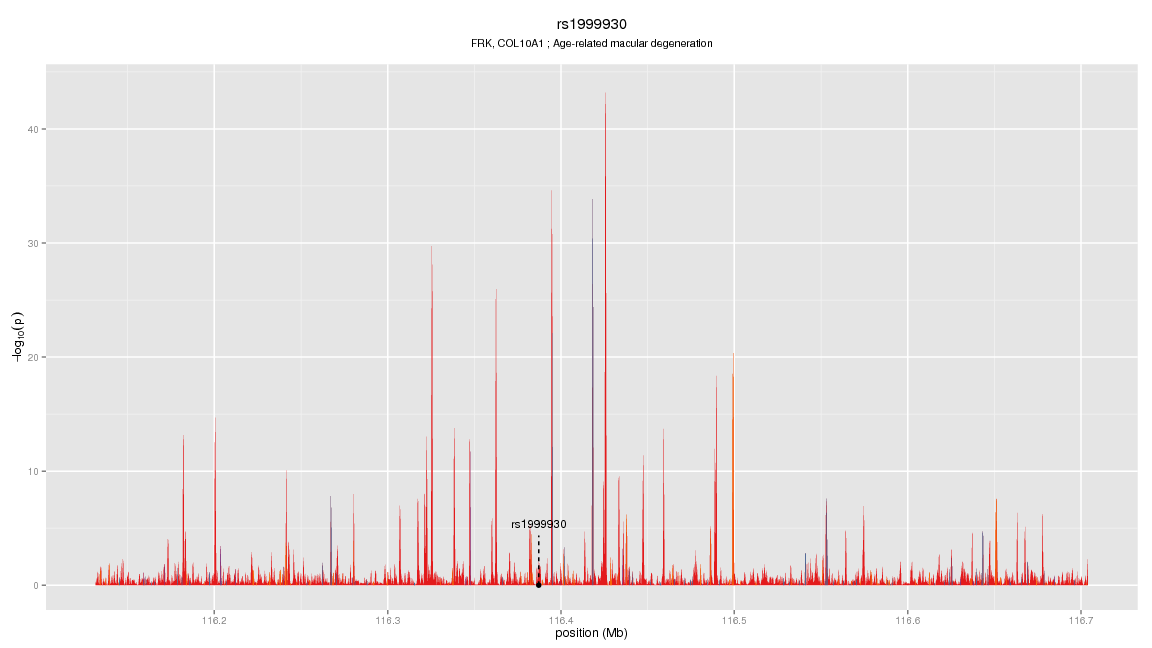 rs1999930
FRK, COL10A1 ; Age-related macular degeneration
−log10(p)
40
30
20
10
0
rs1999930
116.2 116.3 116.4 116.5 116.6 116.7
position (Mb)